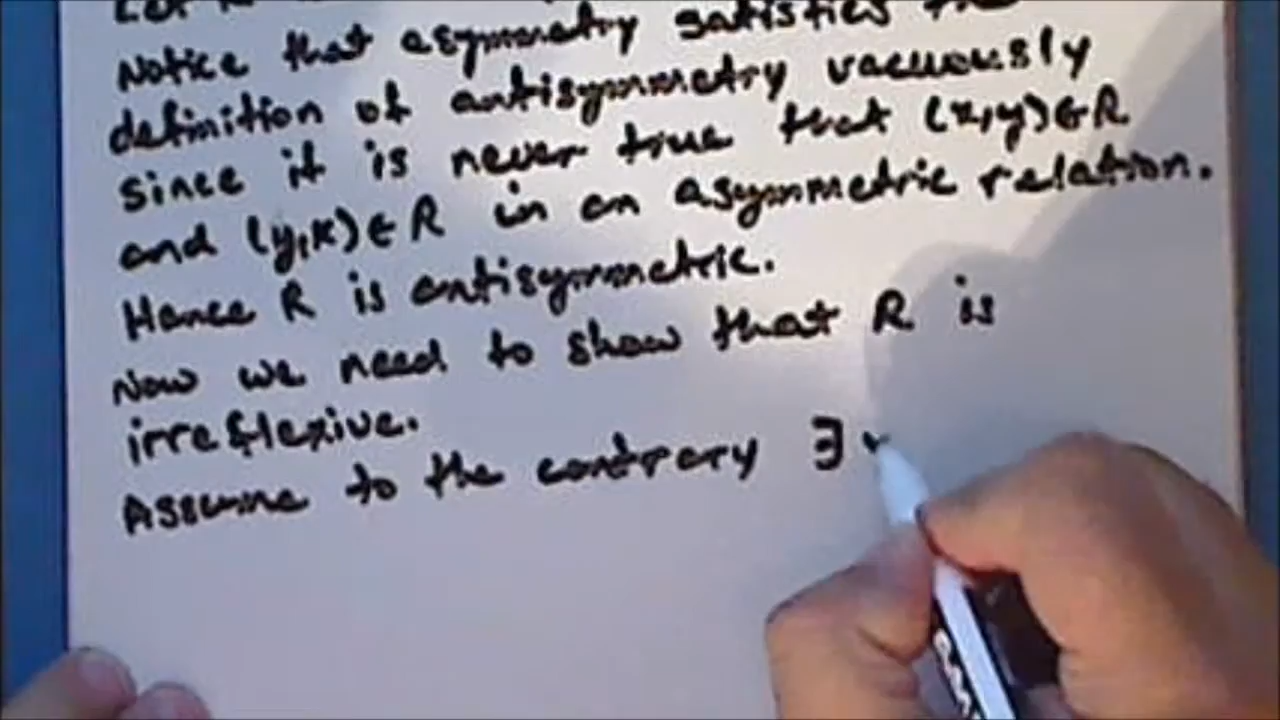 Let R
Notice that asymmetry satisfies the
definition of antisymmetry vacuously
since it is never true that (x,y)∈R
and (y,x)∈R in an asymmetric relation.
Hence R is antisymmetric.
Now we need to show that R is
irreflexive.
Assume to the contrary ∃